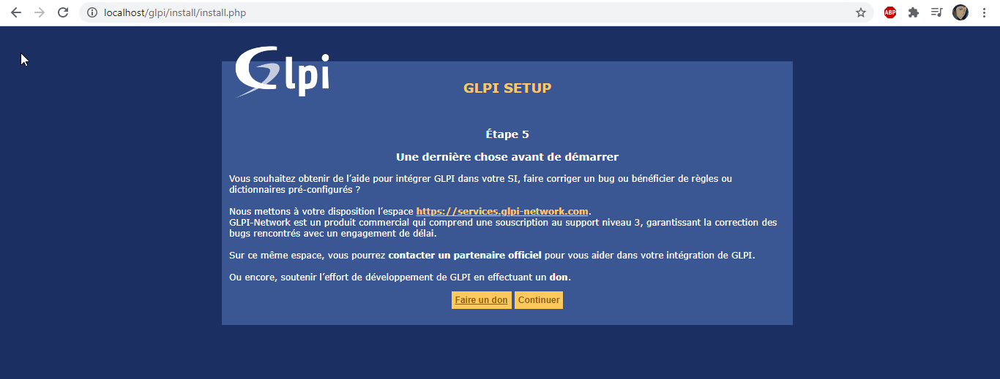 localhost/glpi/install/install.php
ABP
Glpi
GLPI SETUP
Étape 5
Une dernière chose avant de démarrer
Vous souhaitez obtenir de l’aide pour intégrer GLPI dans votre SI, faire corriger un bug ou bénéficier de règles ou
dictionnaires pré-configurés ?
Nous mettons à votre disposition l’espace https://services.glpi-network.com.
GLPI-Network est un produit commercial qui comprend une souscription au support niveau 3, garantissant la correction des
bugs rencontrés avec un engagement de délai.
Sur ce même espace, vous pourrez contacter un partenaire officiel pour vous aider dans votre intégration de GLPI.
Ou encore, soutenir l’effort de développement de GLPI en effectuant un don.
Faire un don Continuer